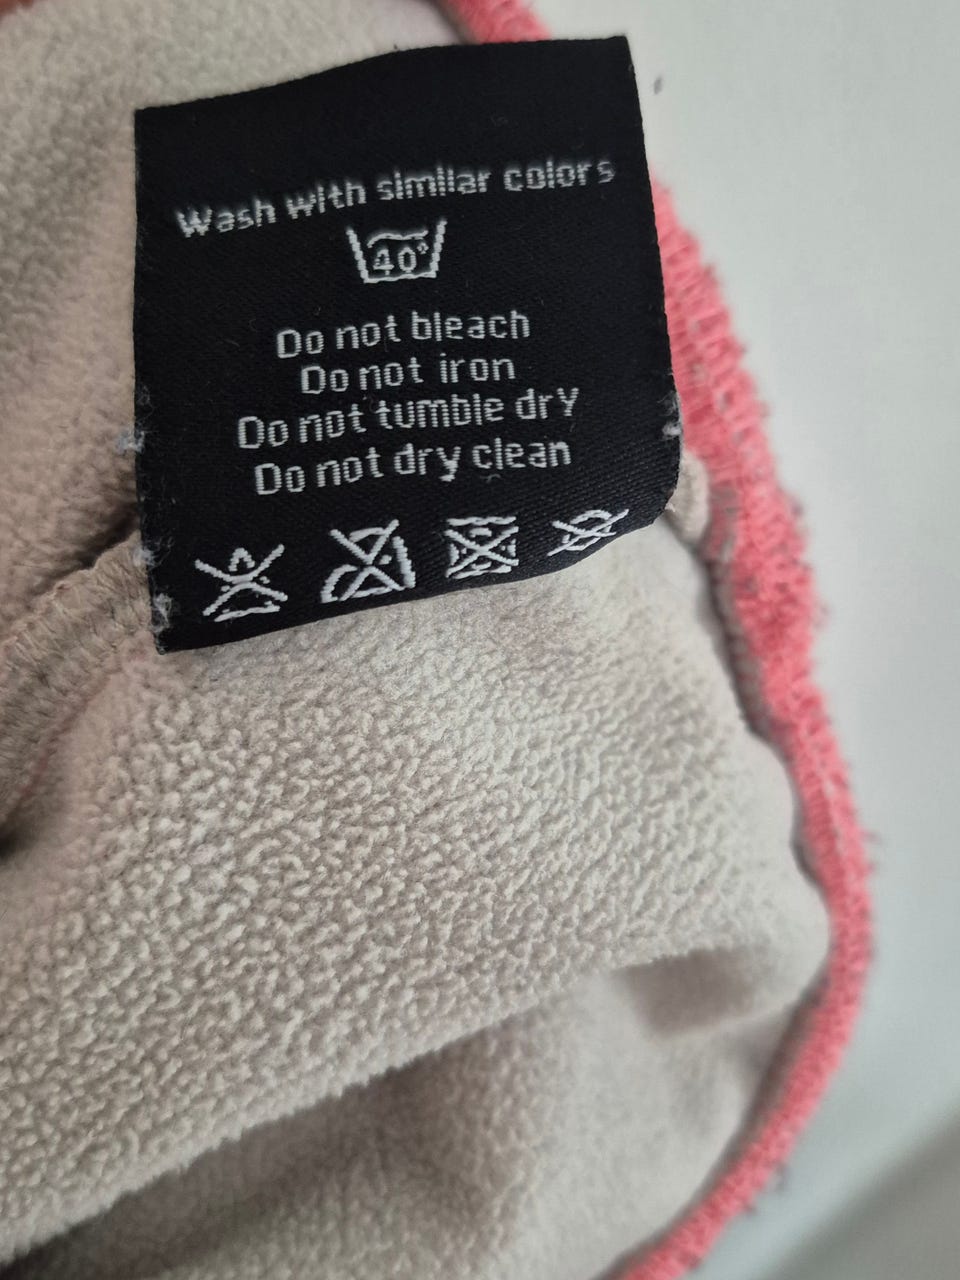 Wash with similar colors
40°
Do not bleach
Do not iron
Do not tumble dry
Do not dry clean